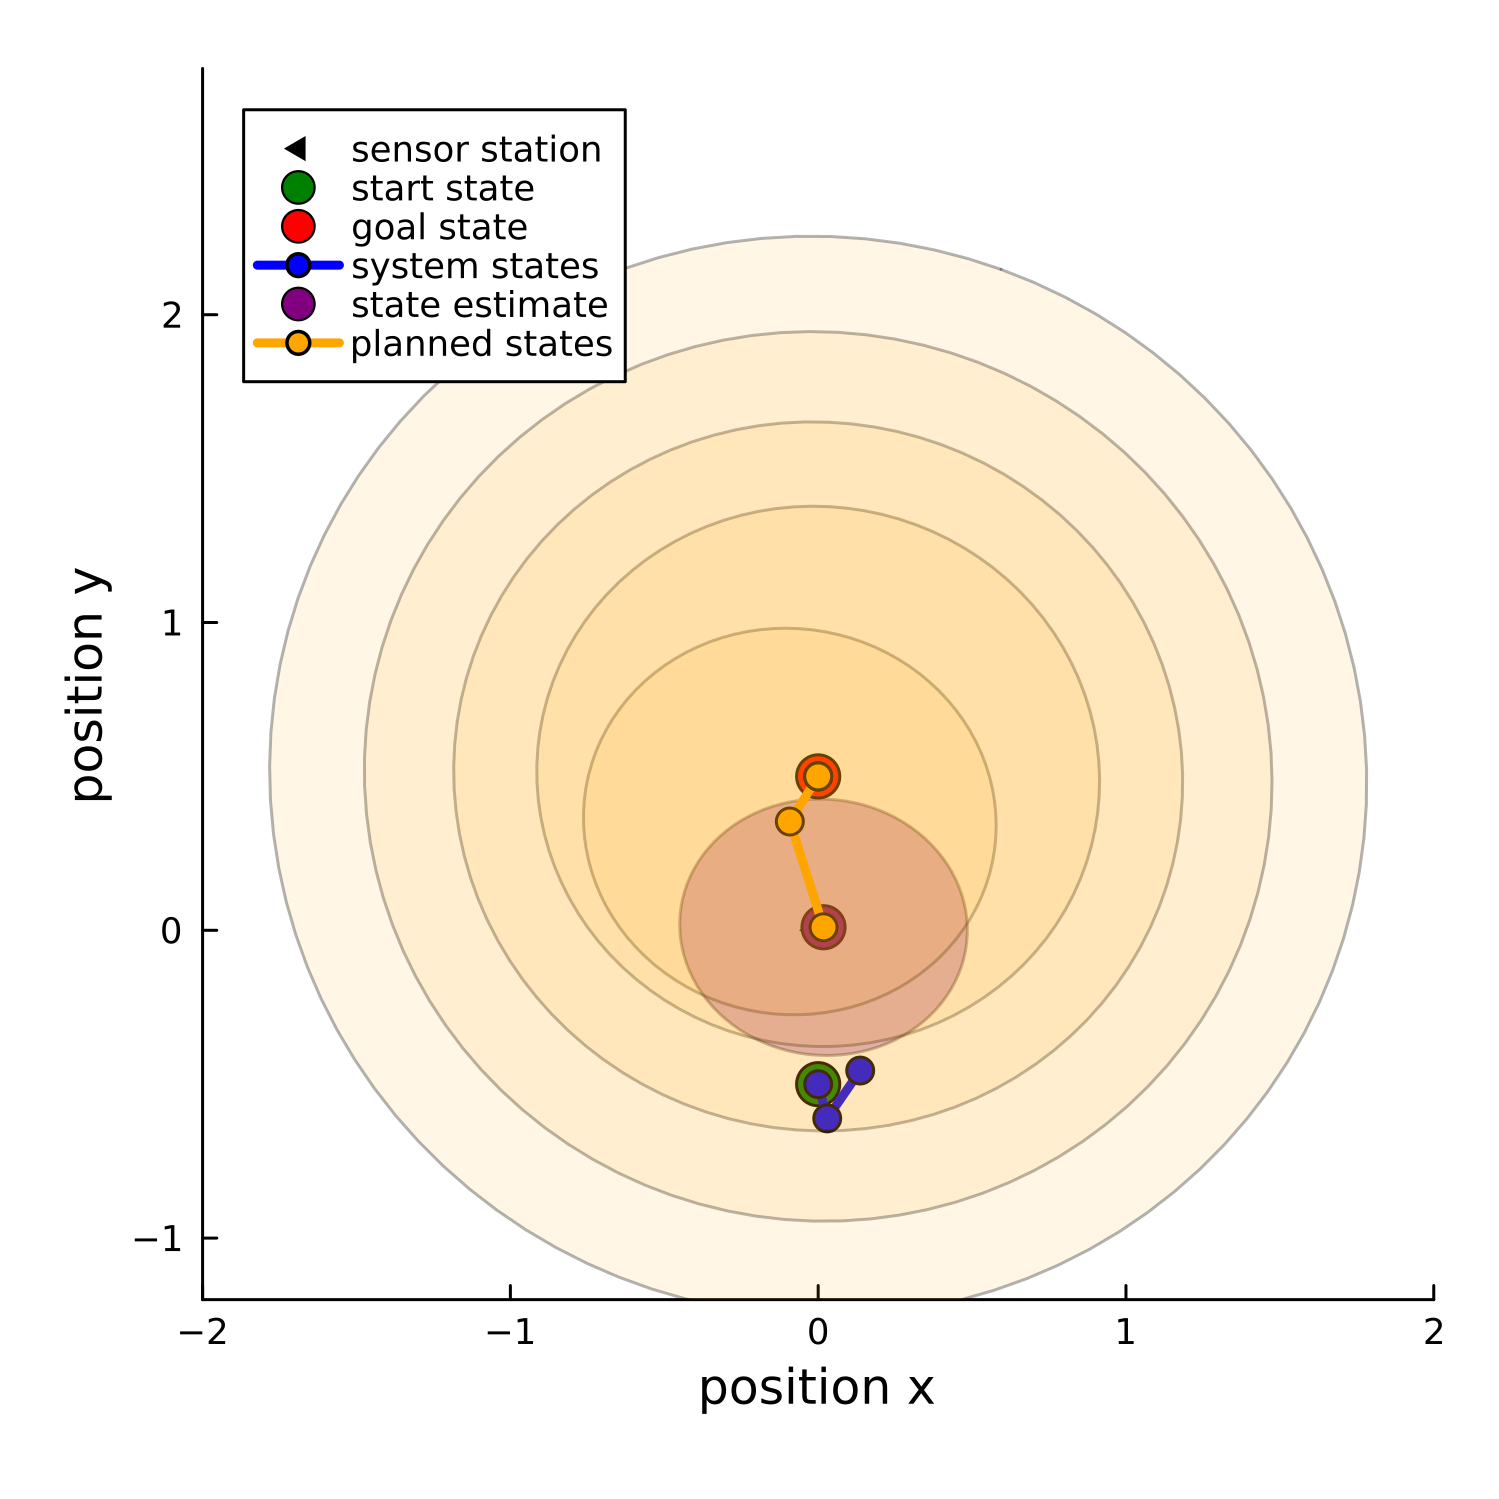 sensor station
start state
goal state
system states
state estimate
planned states
2
1
0
−1
position y
−2 −1 0 1 2
position x